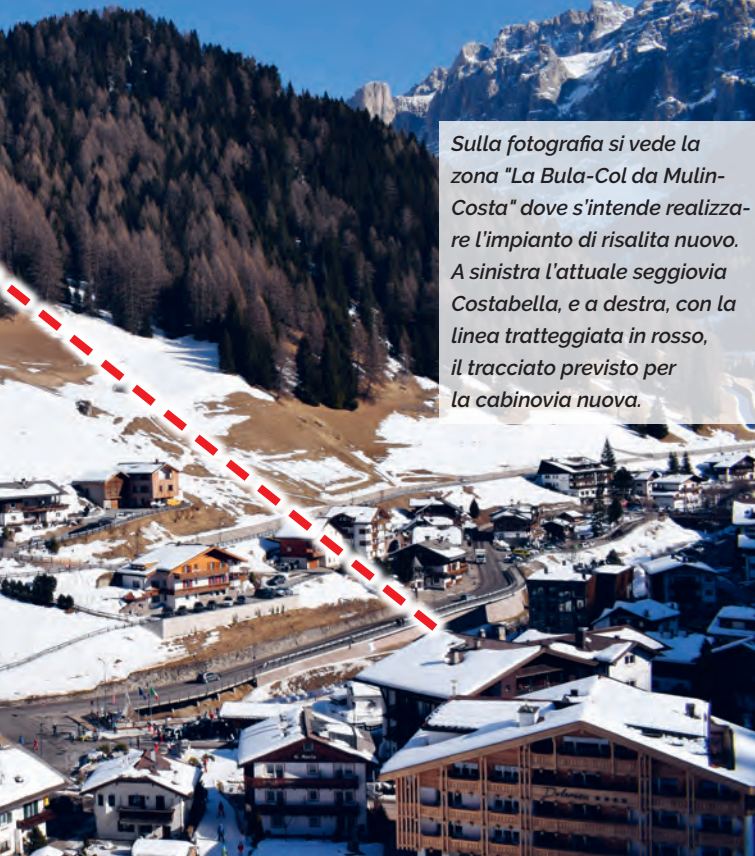 Sulla fotografia si vede la
zona "La Bula-Col da Mulin-
Costa" dove s'intende realizza-
re l'impianto di risalita nuovo.
A sinistra l'attuale seggiovia
Costabella, e a destra, con la
linea tratteggiata in rosso,
il tracciato previsto per
la cabinovia nuova.